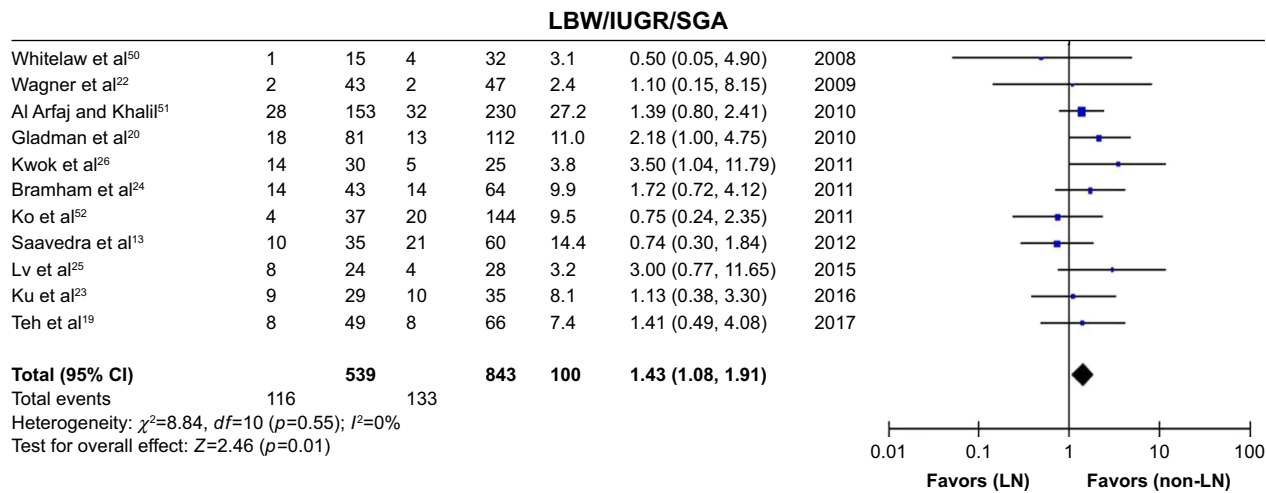 LBW/IUGR/SGA
Whitelaw et al⁵⁰ 1 15 4 32 3.1 0.50 (0.05, 4.90) 2008
Wagner et al²² 2 43 2 47 2.4 1.10 (0.15, 8.15) 2009
Al Arfaj and Khalil⁵¹ 28 153 32 230 27.2 1.39 (0.80, 2.41) 2010
Gladman et al²⁰ 18 81 13 112 11.0 2.18 (1.00, 4.75) 2010
Kwok et al²⁶ 14 30 5 25 3.8 3.50 (1.04, 11.79) 2011
Bramham et al²⁴ 14 43 14 64 9.9 1.72 (0.72, 4.12) 2011
Ko et al⁵² 4 37 20 144 9.5 0.75 (0.24, 2.35) 2011
Saavedra et al¹³ 10 35 21 60 14.4 0.74 (0.30, 1.84) 2012
Lv et al²⁵ 8 24 4 28 3.2 3.00 (0.77, 11.65) 2015
Ku et al²³ 9 29 10 35 8.1 1.13 (0.38, 3.30) 2016
Teh et al¹⁹ 8 49 8 66 7.4 1.41 (0.49, 4.08) 2017
Total (95% CI) 539 843 100 1.43 (1.08, 1.91)
Total events 116 133
Heterogeneity: χ²=8.84, df=10 (p=0.55); I²=0%
Test for overall effect: Z=2.46 (p=0.01)
0.01 0.1 1 10 100
Favors (LN) Favors (non-LN)